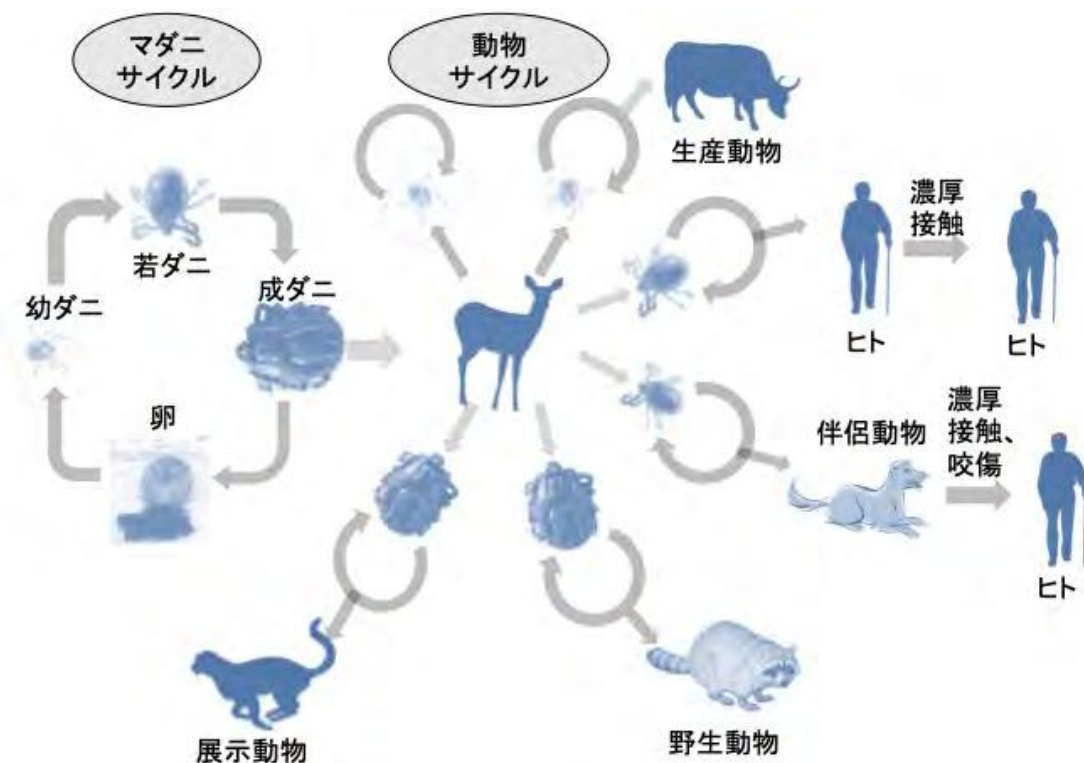 マダニ
サイクル
動物
サイクル
生産動物
若ダニ
成ダニ
幼ダニ
卵
濃厚
接触
ヒト
ヒト
伴侶動物
濃厚
接触、
咬傷
ヒト
展示動物
野生動物